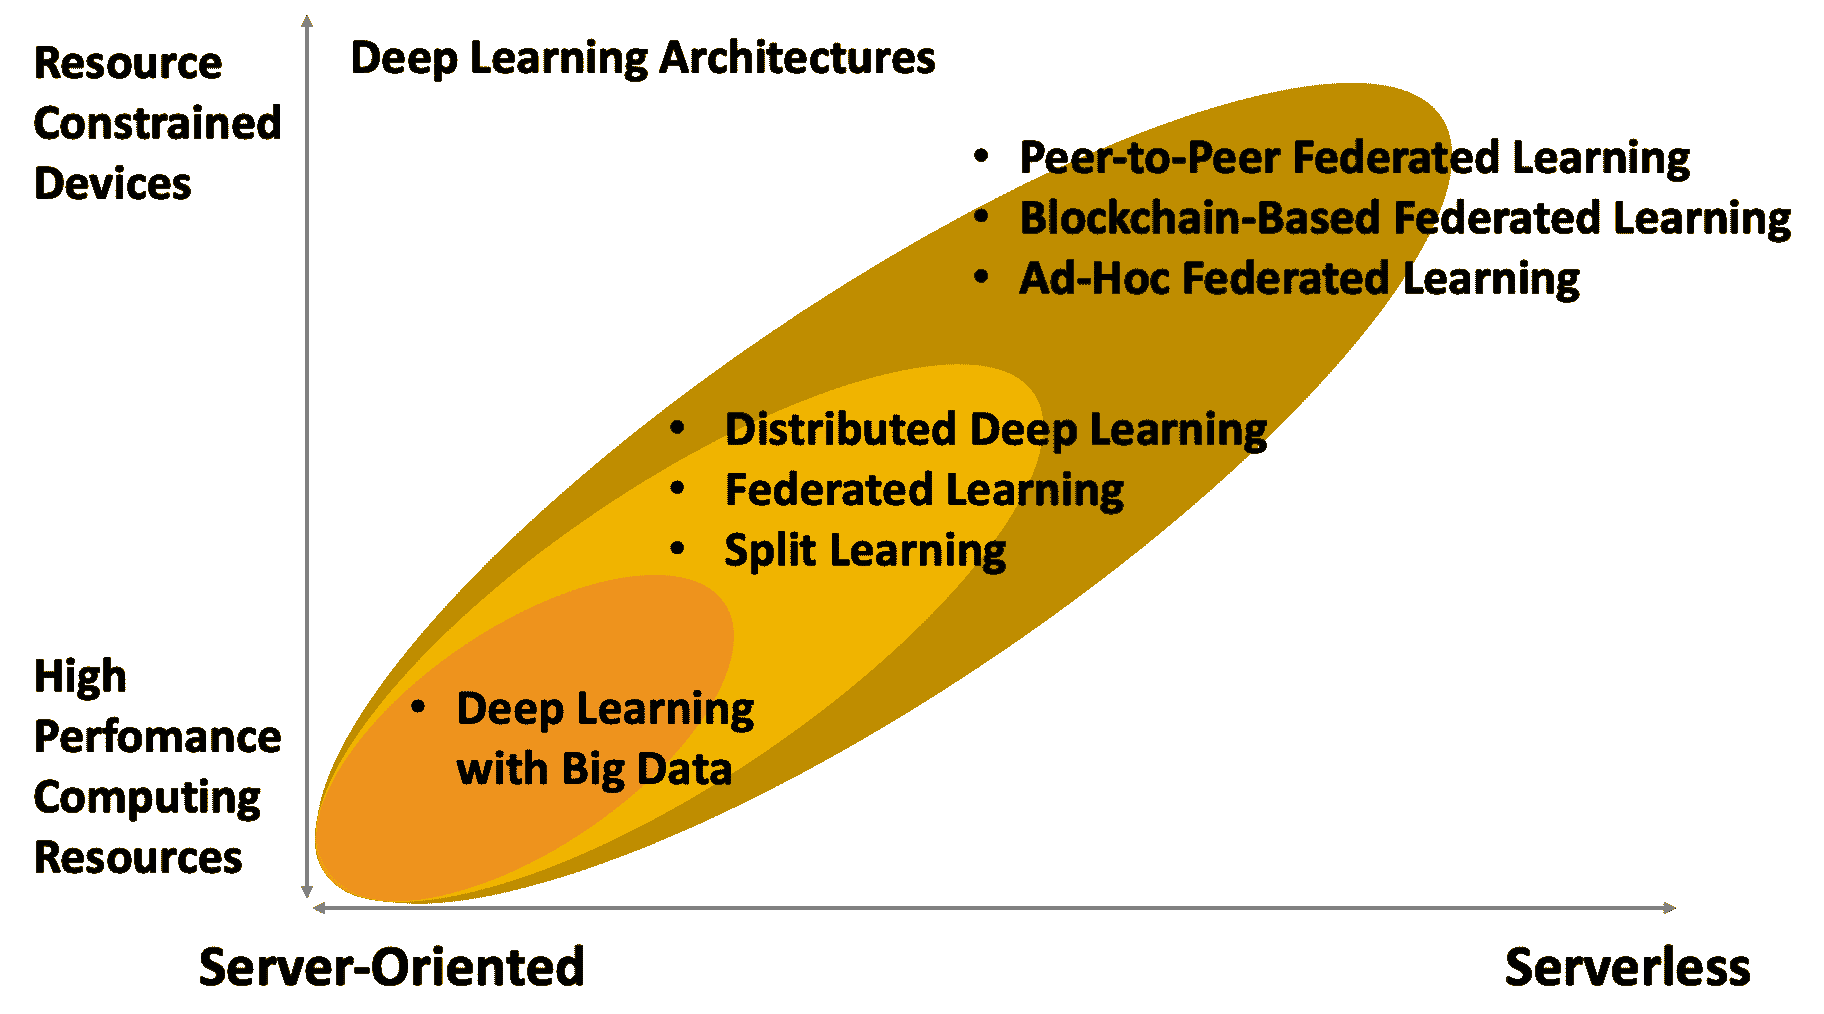 Resource
Constrained
Devices
Deep Learning Architectures
• Peer-to-Peer Federated Learning
• Blockchain-Based Federated Learning
• Ad-Hoc Federated Learning
• Distributed Deep Learning
• Federated Learning
• Split Learning
• Deep Learning
with Big Data
High
Perfomance
Computing
Resources
Server-Oriented
Serverless